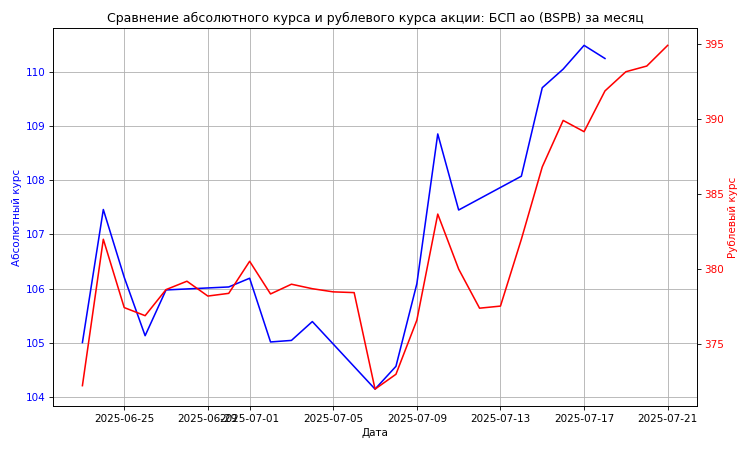 Сравнение абсолютного курса и рублевого курса акции: БСП ао (BSPB) за месяц
110
109
108
107
106
105
104
Абсолютный курс
395
390
385
380
375
Рублевый курс
2025-06-25 2025-06-29 2025-07-01 2025-07-05 2025-07-09 2025-07-13 2025-07-17 2025-07-21
Дата